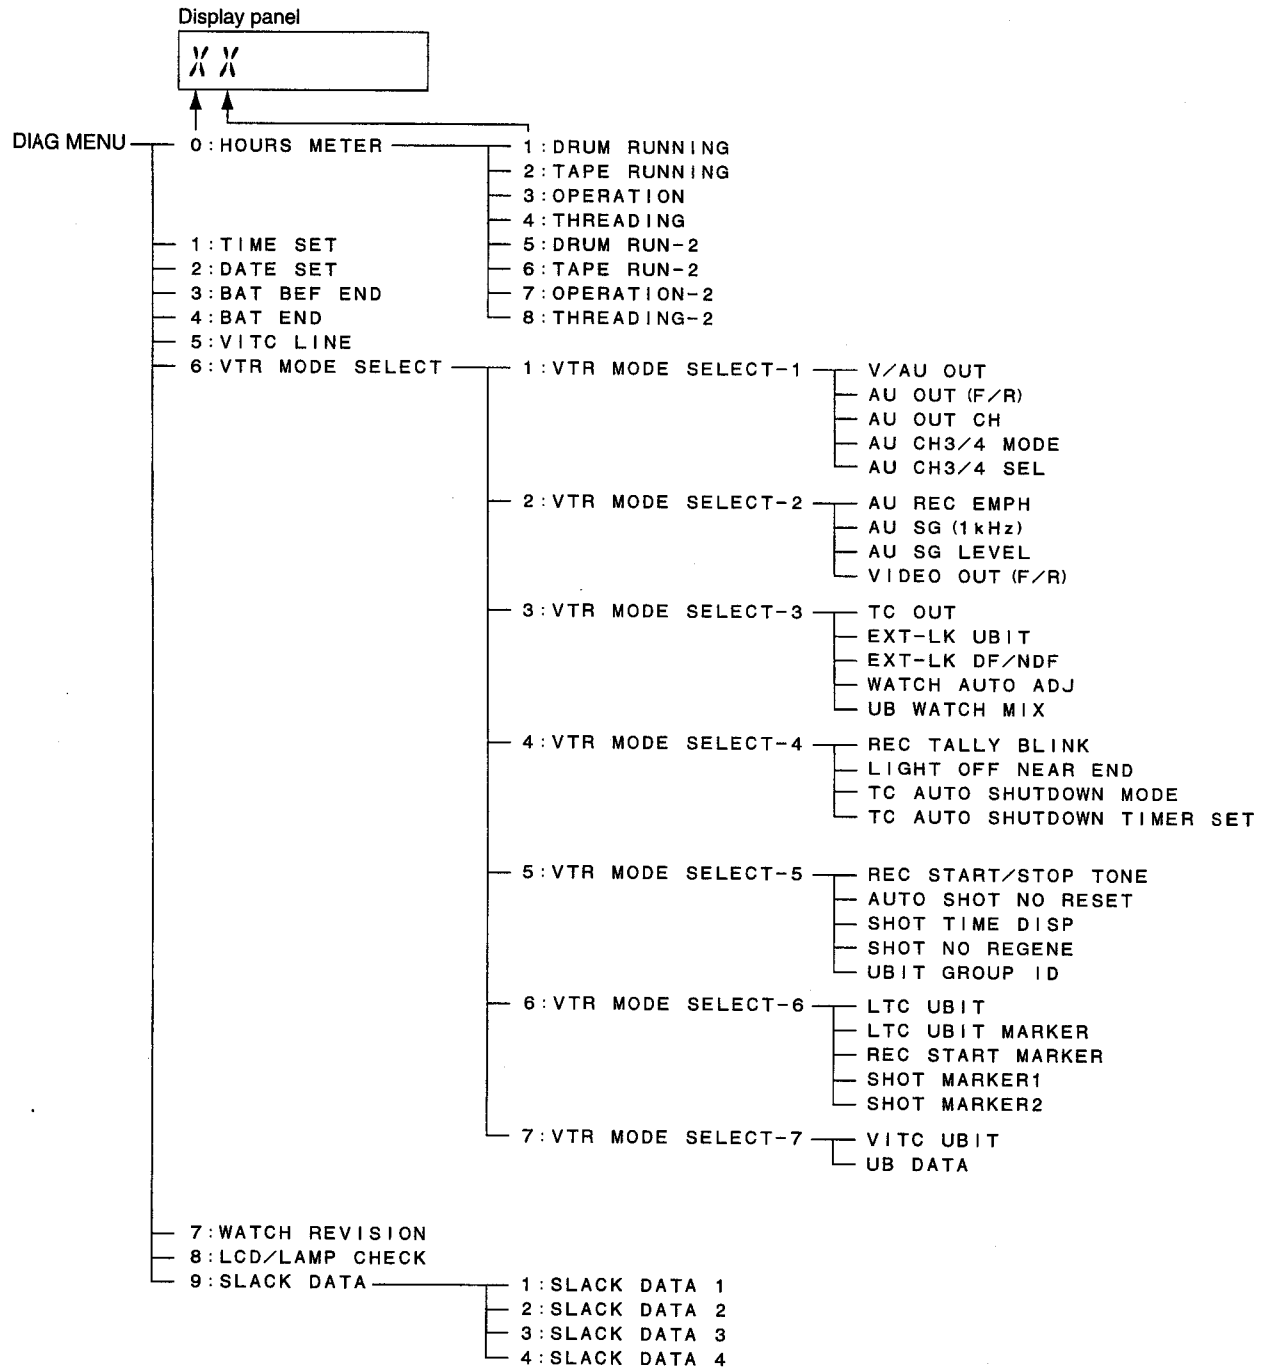 Display panel
X X
DIAG MENU
0:HOURS METER
1:DRUM RUNNING
2:TAPE RUNNING
3:OPERATION
4:THREADING
5:DRUM RUN-2
6:TAPE RUN-2
7:OPERATION-2
8:THREADING-2
1:TIME SET
2:DATE SET
3:BAT BEF END
4:BAT END
5:VITC LINE
6:VTR MODE SELECT
1:VTR MODE SELECT-1
V/AU OUT
AU OUT (F/R)
AU OUT CH
AU CH3/4 MODE
AU CH3/4 SEL
2:VTR MODE SELECT-2
AU REC EMPH
AU SG (1kHz)
AU SG LEVEL
VIDEO OUT (F/R)
3:VTR MODE SELECT-3
TC OUT
EXT-LK UBIT
EXT-LK DF/NDF
WATCH AUTO ADJ
UB WATCH MIX
4:VTR MODE SELECT-4
REC TALLY BLINK
LIGHT OFF NEAR END
TC AUTO SHUTDOWN MODE
TC AUTO SHUTDOWN TIMER SET
5:VTR MODE SELECT-5
REC START/STOP TONE
AUTO SHOT NO RESET
SHOT TIME DISP
SHOT NO REGENE
UBIT GROUP ID
6:VTR MODE SELECT-6
LTC UBIT
LTC UBIT MARKER
REC START MARKER
SHOT MARKER1
SHOT MARKER2
7:VTR MODE SELECT-7
VITC UBIT
UB DATA
7:WATCH REVISION
8:LCD/LAMP CHECK
9:SLACK DATA
1:SLACK DATA 1
2:SLACK DATA 2
3:SLACK DATA 3
4:SLACK DATA 4